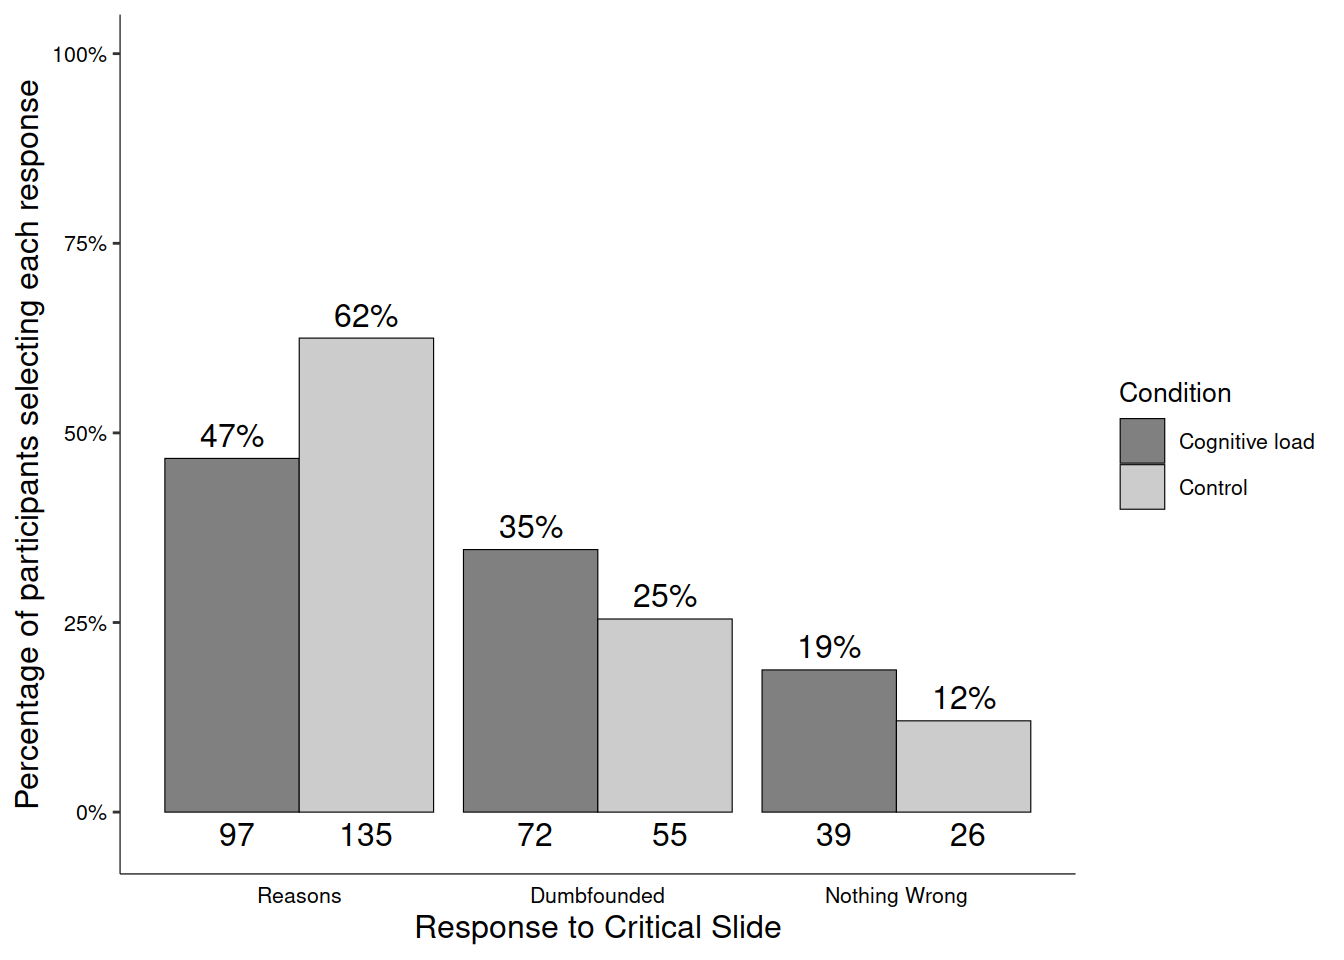 Percentage of participants selecting each response
100%
75%
50%
25%
0%
47%
62%
35%
25%
19%
12%
97
135
72
55
39
26
Reasons
Dumbfounded
Nothing Wrong
Response to Critical Slide
Condition
Cognitive load
Control